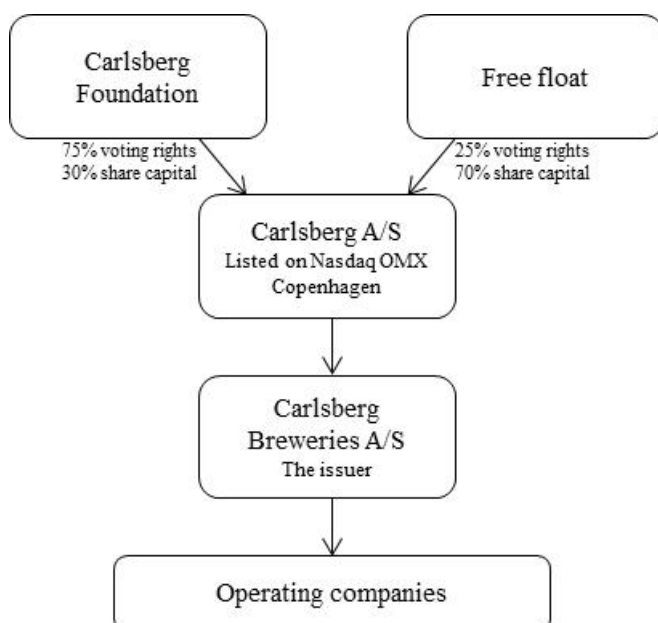 Carlsberg
Foundation
Free float
75% voting rights
30% share capital
25% voting rights
70% share capital
Carlsberg A/S
Listed on Nasdaq OMX
Copenhagen
Carlsberg
Breweries A/S
The issuer
Operating companies